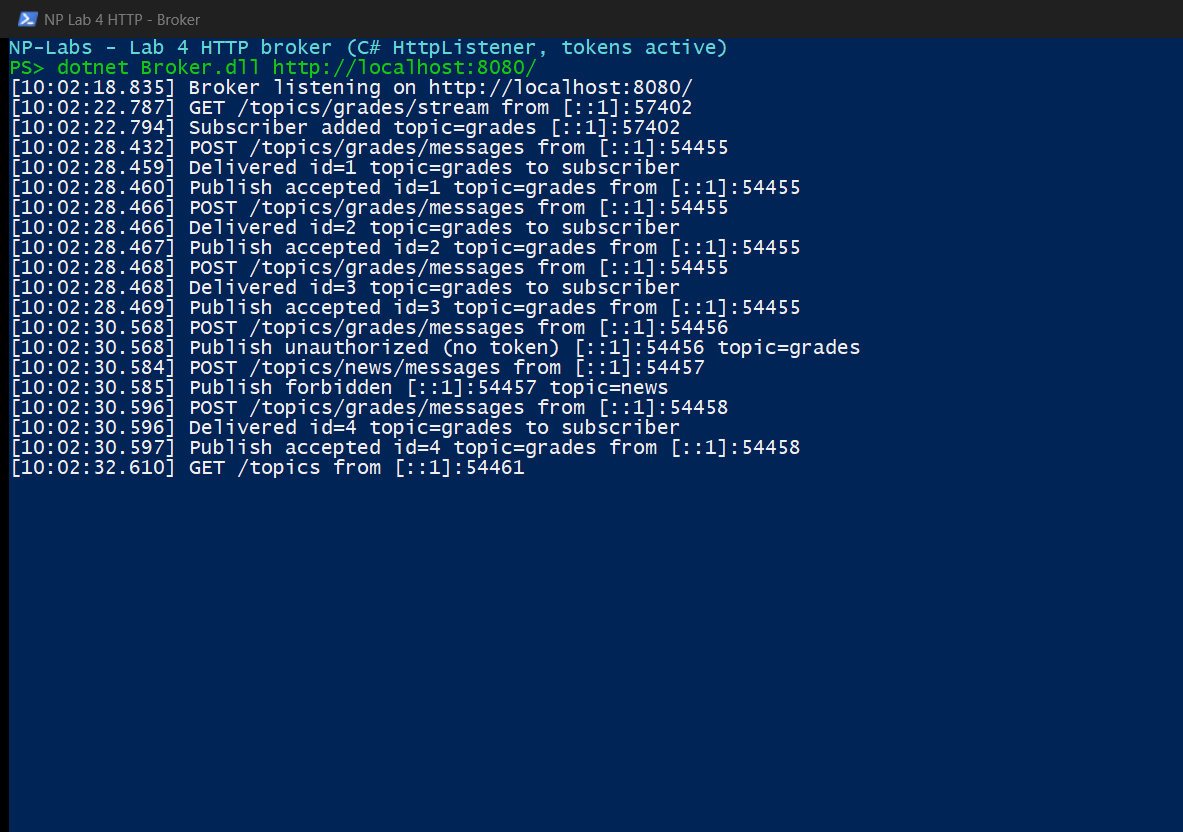 NP Lab 4 HTTP - Broker
NP-Labs - Lab 4 HTTP broker (C# HttpListener, tokens active)
PS> dotnet Broker.dll http://localhost:8080/
[10:02:18.835] Broker listening on http://localhost:8080/
[10:02:22.787] GET /topics/grades/stream from [::1]:57402
[10:02:22.794] Subscriber added topic=grades [::1]:57402
[10:02:28.432] POST /topics/grades/messages from [::1]:54455
[10:02:28.459] Delivered id=1 topic=grades to subscriber
[10:02:28.460] Publish accepted id=1 topic=grades from [::1]:54455
[10:02:28.466] POST /topics/grades/messages from [::1]:54455
[10:02:28.466] Delivered id=2 topic=grades to subscriber
[10:02:28.467] Publish accepted id=2 topic=grades from [::1]:54455
[10:02:28.468] POST /topics/grades/messages from [::1]:54455
[10:02:28.468] Delivered id=3 topic=grades to subscriber
[10:02:28.469] Publish accepted id=3 topic=grades from [::1]:54455
[10:02:30.568] POST /topics/grades/messages from [::1]:54456
[10:02:30.568] Publish unauthorized (no token) [::1]:54456 topic=grades
[10:02:30.584] POST /topics/news/messages from [::1]:54457
[10:02:30.585] Publish forbidden [::1]:54457 topic=news
[10:02:30.596] POST /topics/grades/messages from [::1]:54458
[10:02:30.596] Delivered id=4 topic=grades to subscriber
[10:02:30.597] Publish accepted id=4 topic=grades from [::1]:54458
[10:02:32.610] GET /topics from [::1]:54461